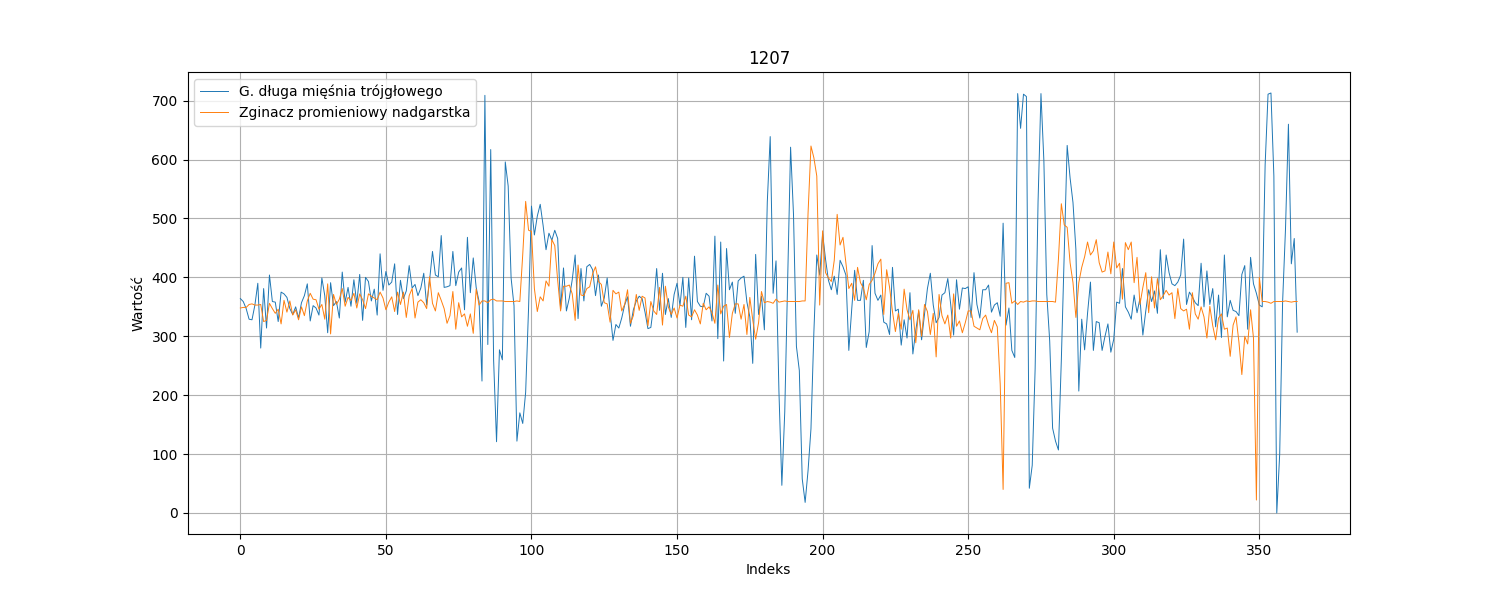 1207
G. długa mięśnia trójgłowego
Zginacz promieniowy nadgarstka
Wartość
700
600
500
400
300
200
100
0
0 50 100 150 200 250 300 350
Indeks